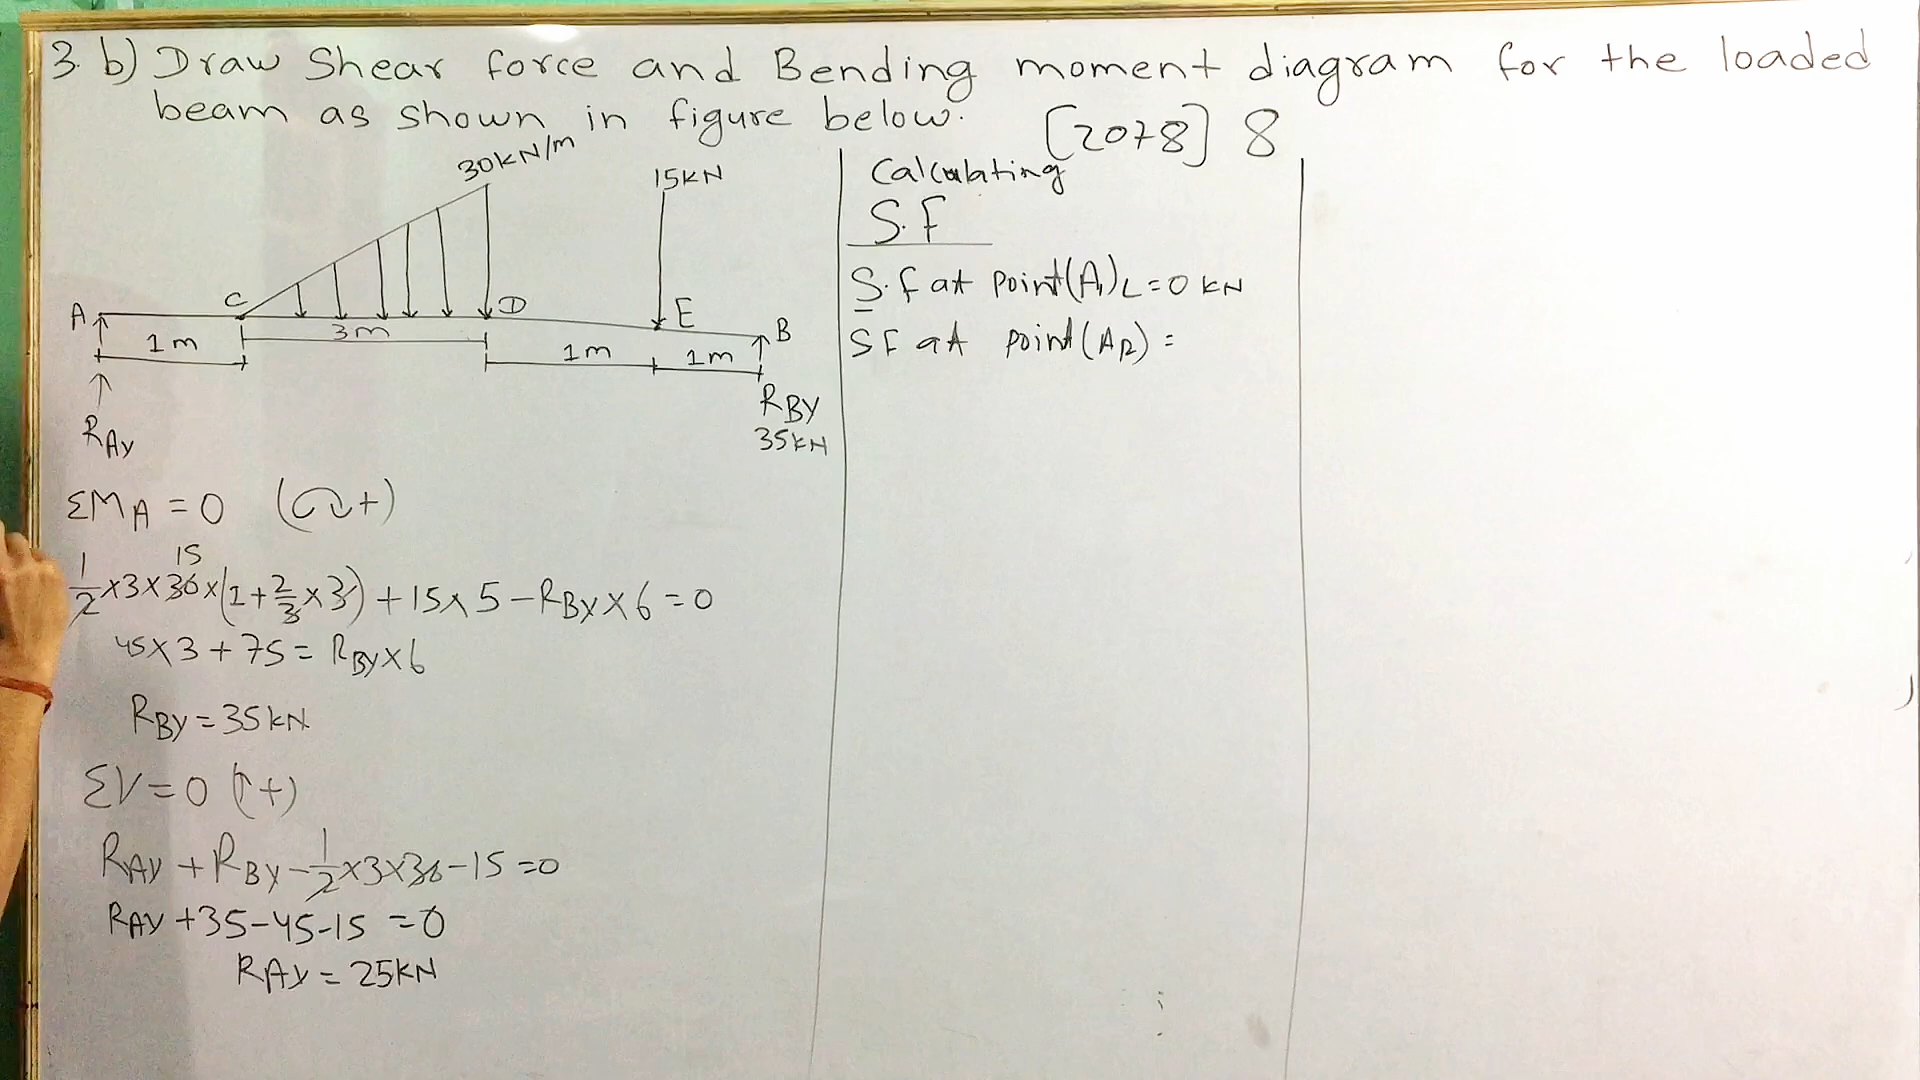 3. b) Draw Shear force and Bending moment diagram for the loaded
beam as shown in figure below. [2078] 8
30KN/m
15KN
A
C
D
E
B
1m
3m
1m
1m
RAy
RBy
35KN
ΣMA = 0 (↷+)
15
1/2 ×3×30×(1+2/3×3) + 15×5 - RBy×6 = 0
45×3+75 = RBy×6
RBy = 35KN
ΣV = 0 (↑+)
RAy + RBy - 1/2×3×30 - 15 = 0
RAy + 35-45-15 = 0
RAy = 25KN
Calculating
S.F
S.f at point(A)L = 0 KN
SF at point(AR) =